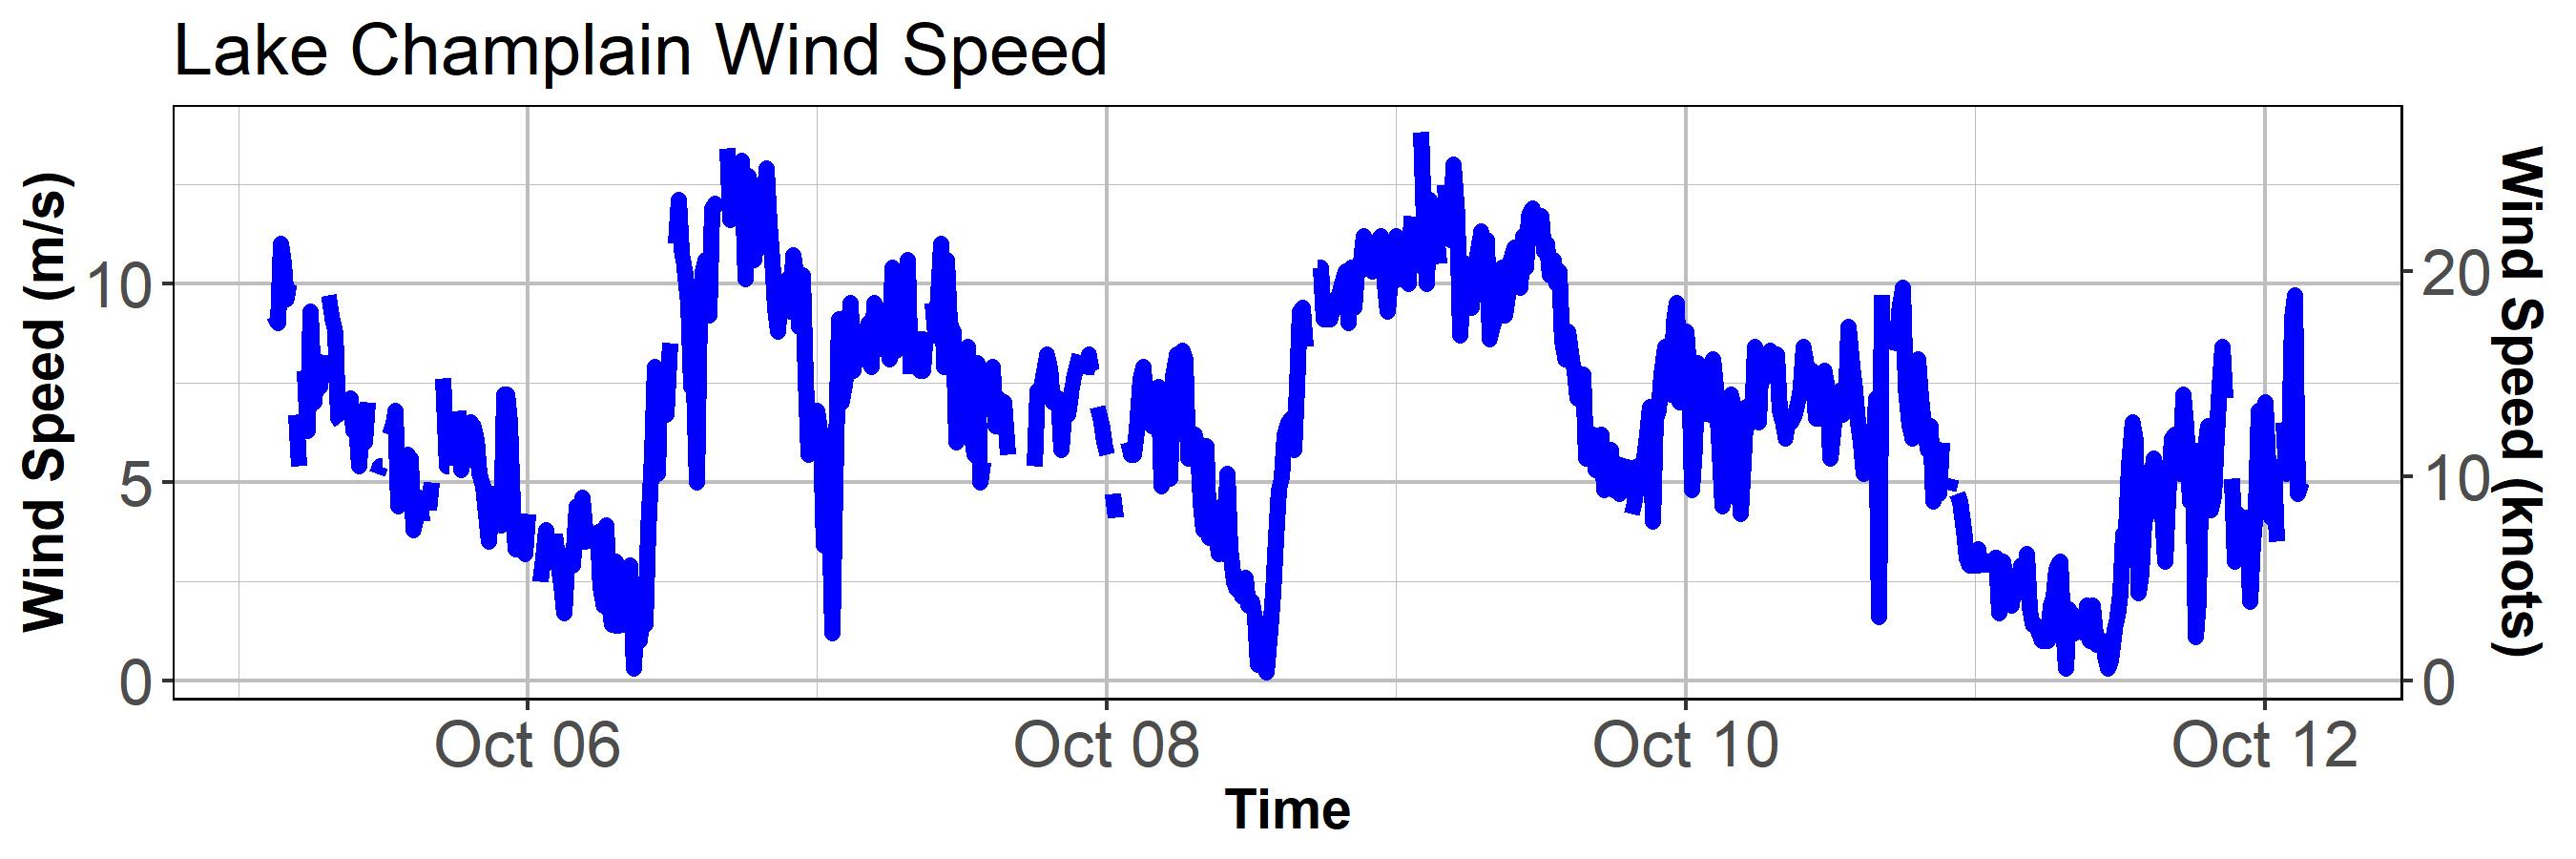 Lake Champlain Wind Speed
Wind Speed (m/s)
10
5
0
20
10
0
Wind Speed (knots)
Oct 06
Oct 08
Oct 10
Oct 12
Time